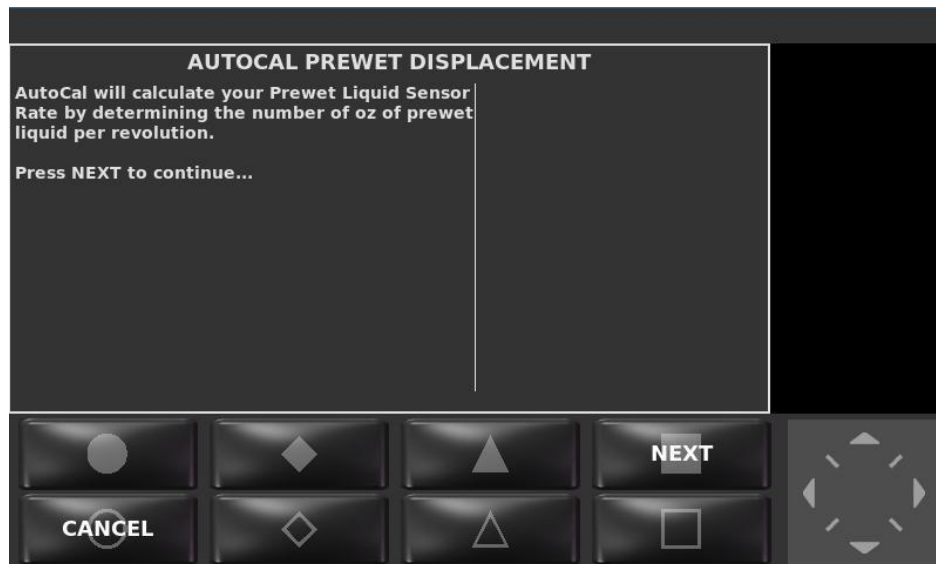 AUTOCAL PREWET DISPLACEMENT
AutoCal will calculate your Prewet Liquid Sensor
Rate by determining the number of oz of prewet
liquid per revolution.
Press NEXT to continue...
NEXT
CANCEL